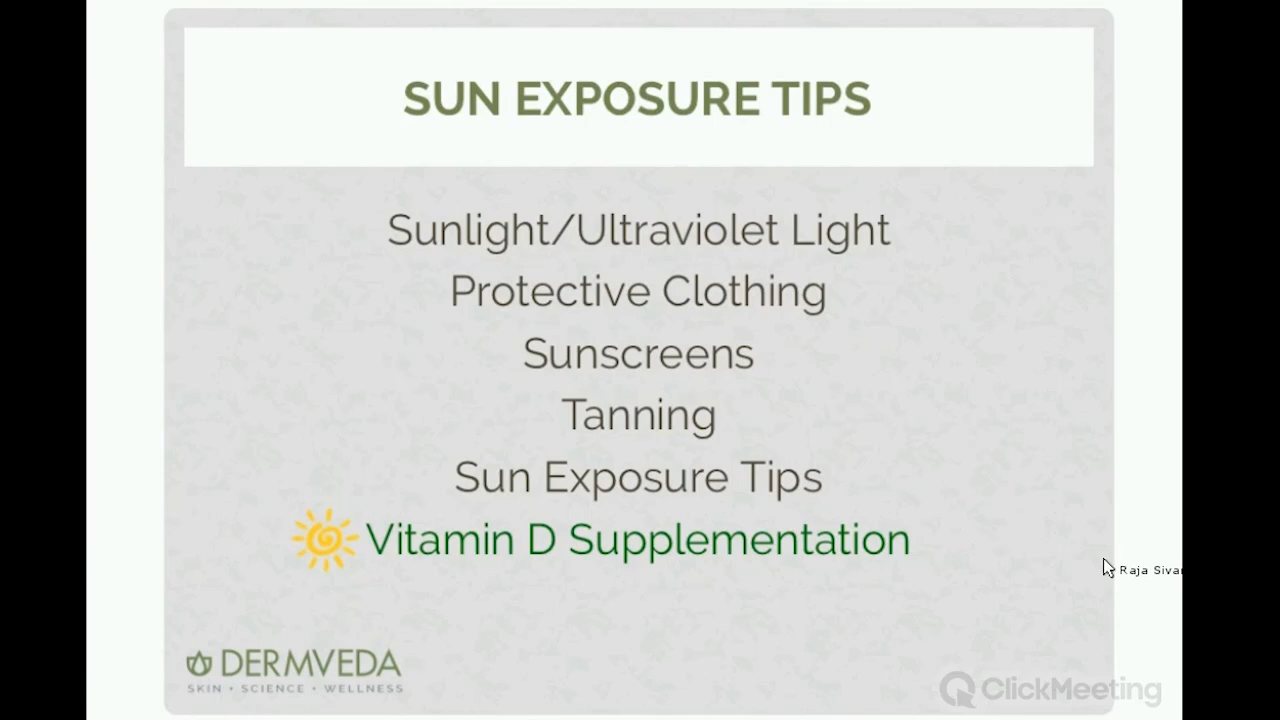 SUN EXPOSURE TIPS
Sunlight/Ultraviolet Light
Protective Clothing
Sunscreens
Tanning
Sun Exposure Tips
Vitamin D Supplementation
Raja
DERMVEDA
SKIN • SCIENCE • WELLNESS
ClickMeeting